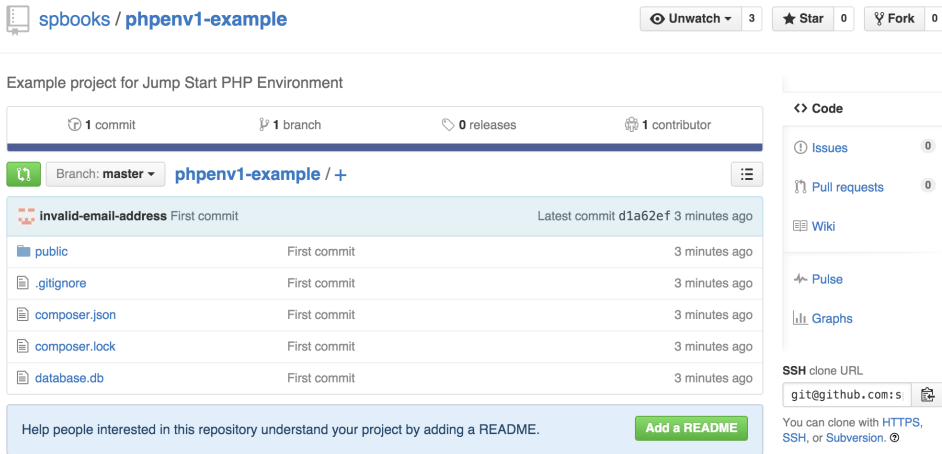 spbooks / phpenv1-example
Unwatch 3 Star 0 Fork 0
Example project for Jump Start PHP Environment
1 commit 1 branch 0 releases 1 contributor
Branch: master phpenv1-example / +
invalid-email-address First commit Latest commit d1a62ef 3 minutes ago
public First commit 3 minutes ago
.gitignore First commit 3 minutes ago
composer.json First commit 3 minutes ago
composer.lock First commit 3 minutes ago
database.db First commit 3 minutes ago
Help people interested in this repository understand your project by adding a README. Add a README
<> Code
Issues 0
Pull requests 0
Wiki
Pulse
Graphs
SSH clone URL
git@github.com:s
You can clone with HTTPS,
SSH, or Subversion.